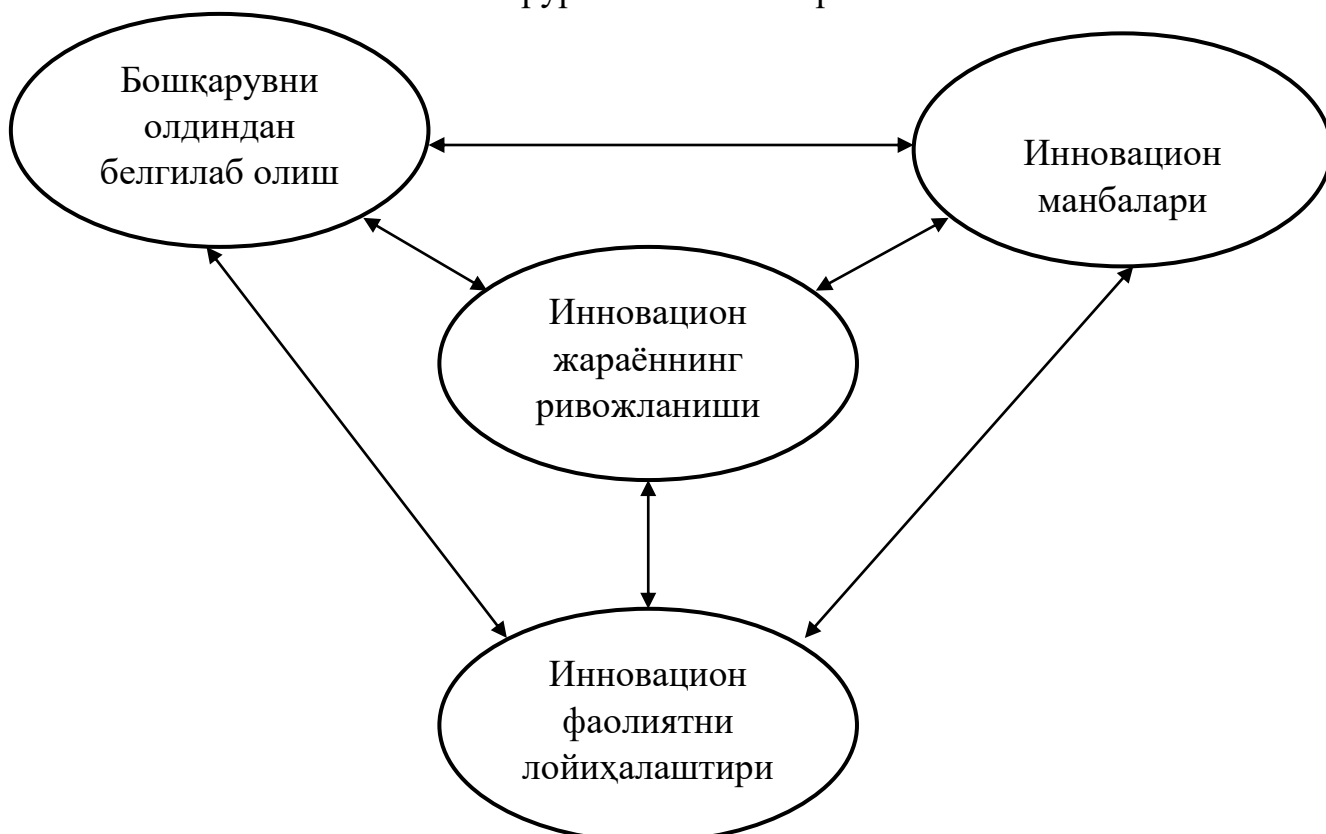 Бошқарувни
олдиндан
белгилаб олиш
Инновацион
манбалари
Инновацион
жараённинг
ривожланиши
Инновацион
фаолиятни
лойиҳалаштири